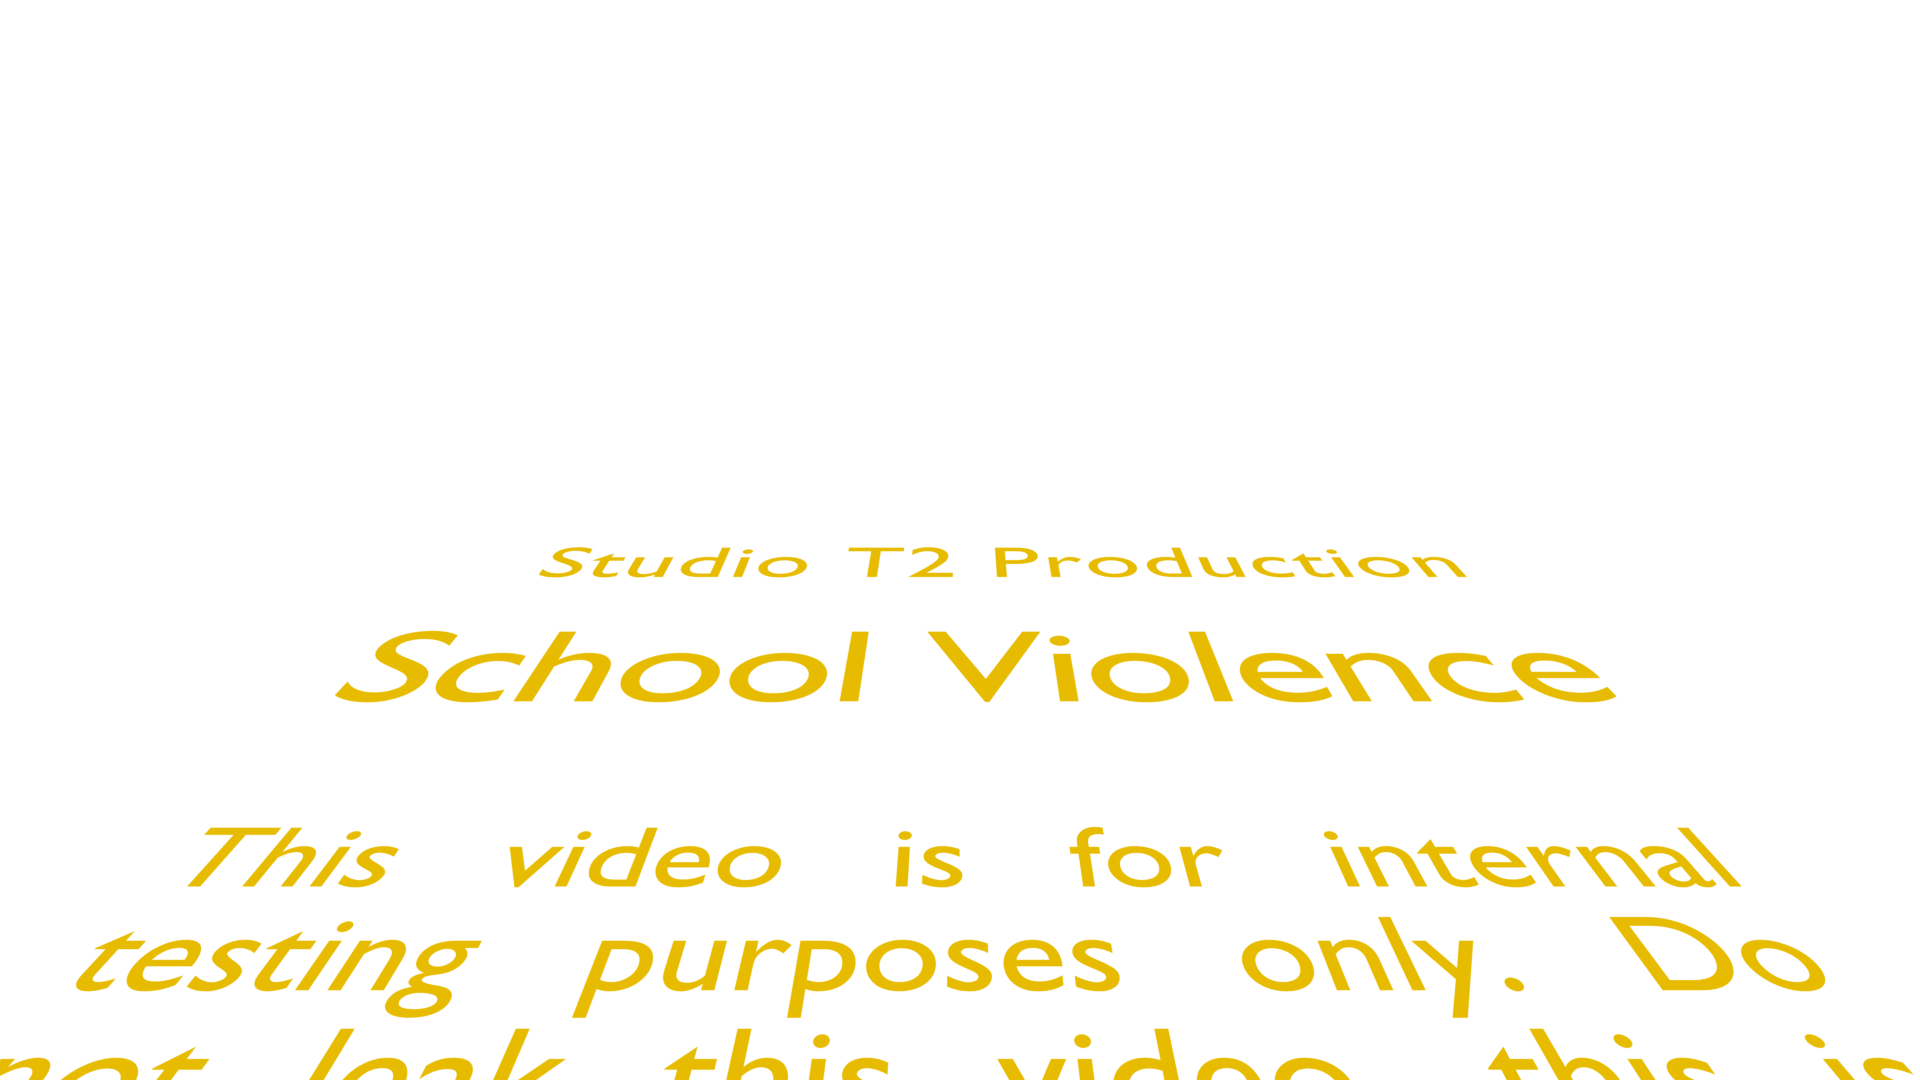 Studio T2 Production
School Violence
This video is for internal
testing purposes only. Do
not leak this video, this is